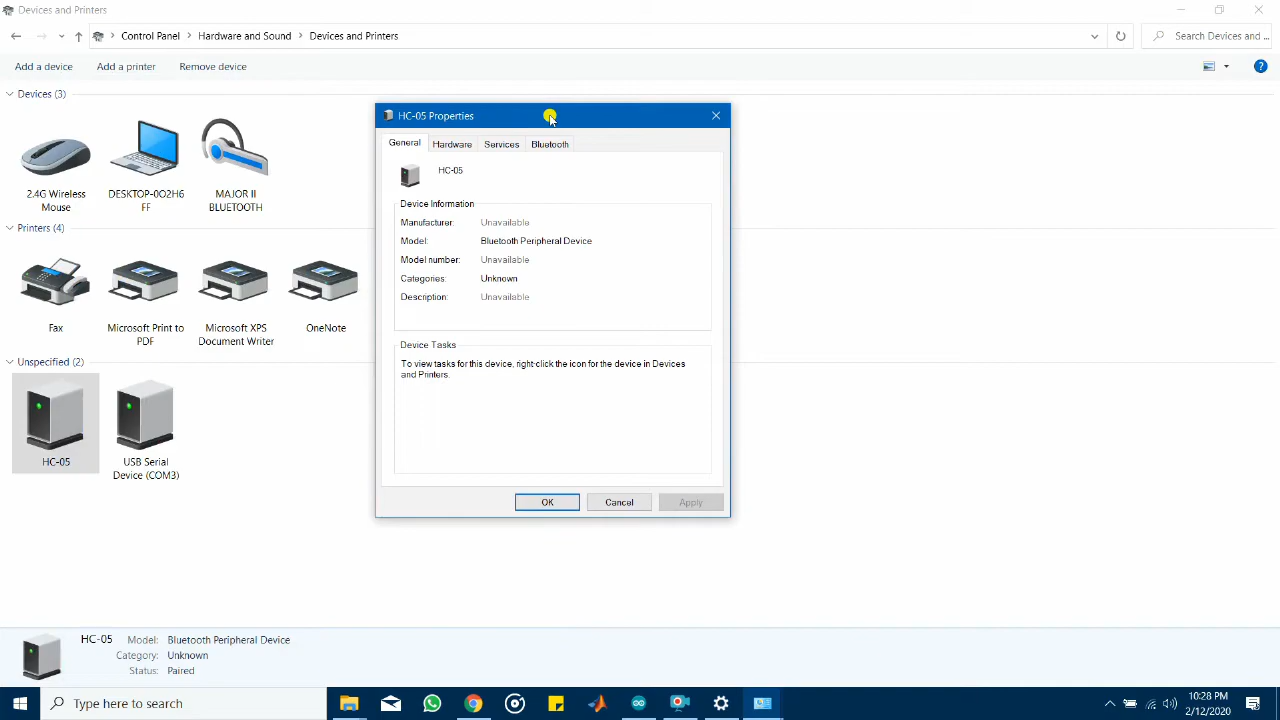 Devices and Printers
Control Panel > Hardware and Sound > Devices and Printers
Search Devices and ...
Add a device Add a printer Remove device
?
Devices (3)
2.4G Wireless
Mouse
DESKTOP-0O2H6
FF
MAJOR II
BLUETOOTH
Printers (4)
Fax
Microsoft Print to
PDF
Microsoft XPS
Document Writer
OneNote
Unspecified (2)
HC-05
USB Serial
Device (COM3)
HC-05 Properties
General Hardware Services Bluetooth
HC-05
Device Information
Manufacturer: Unavailable
Model: Bluetooth Peripheral Device
Model number: Unavailable
Categories: Unknown
Description: Unavailable
Device Tasks
To view tasks for this device, right-click the icon for the device in Devices
and Printers.
OK Cancel Apply
HC-05 Model: Bluetooth Peripheral Device
Category: Unknown
Status: Paired
Type here to search
10:28 PM
2/12/2020